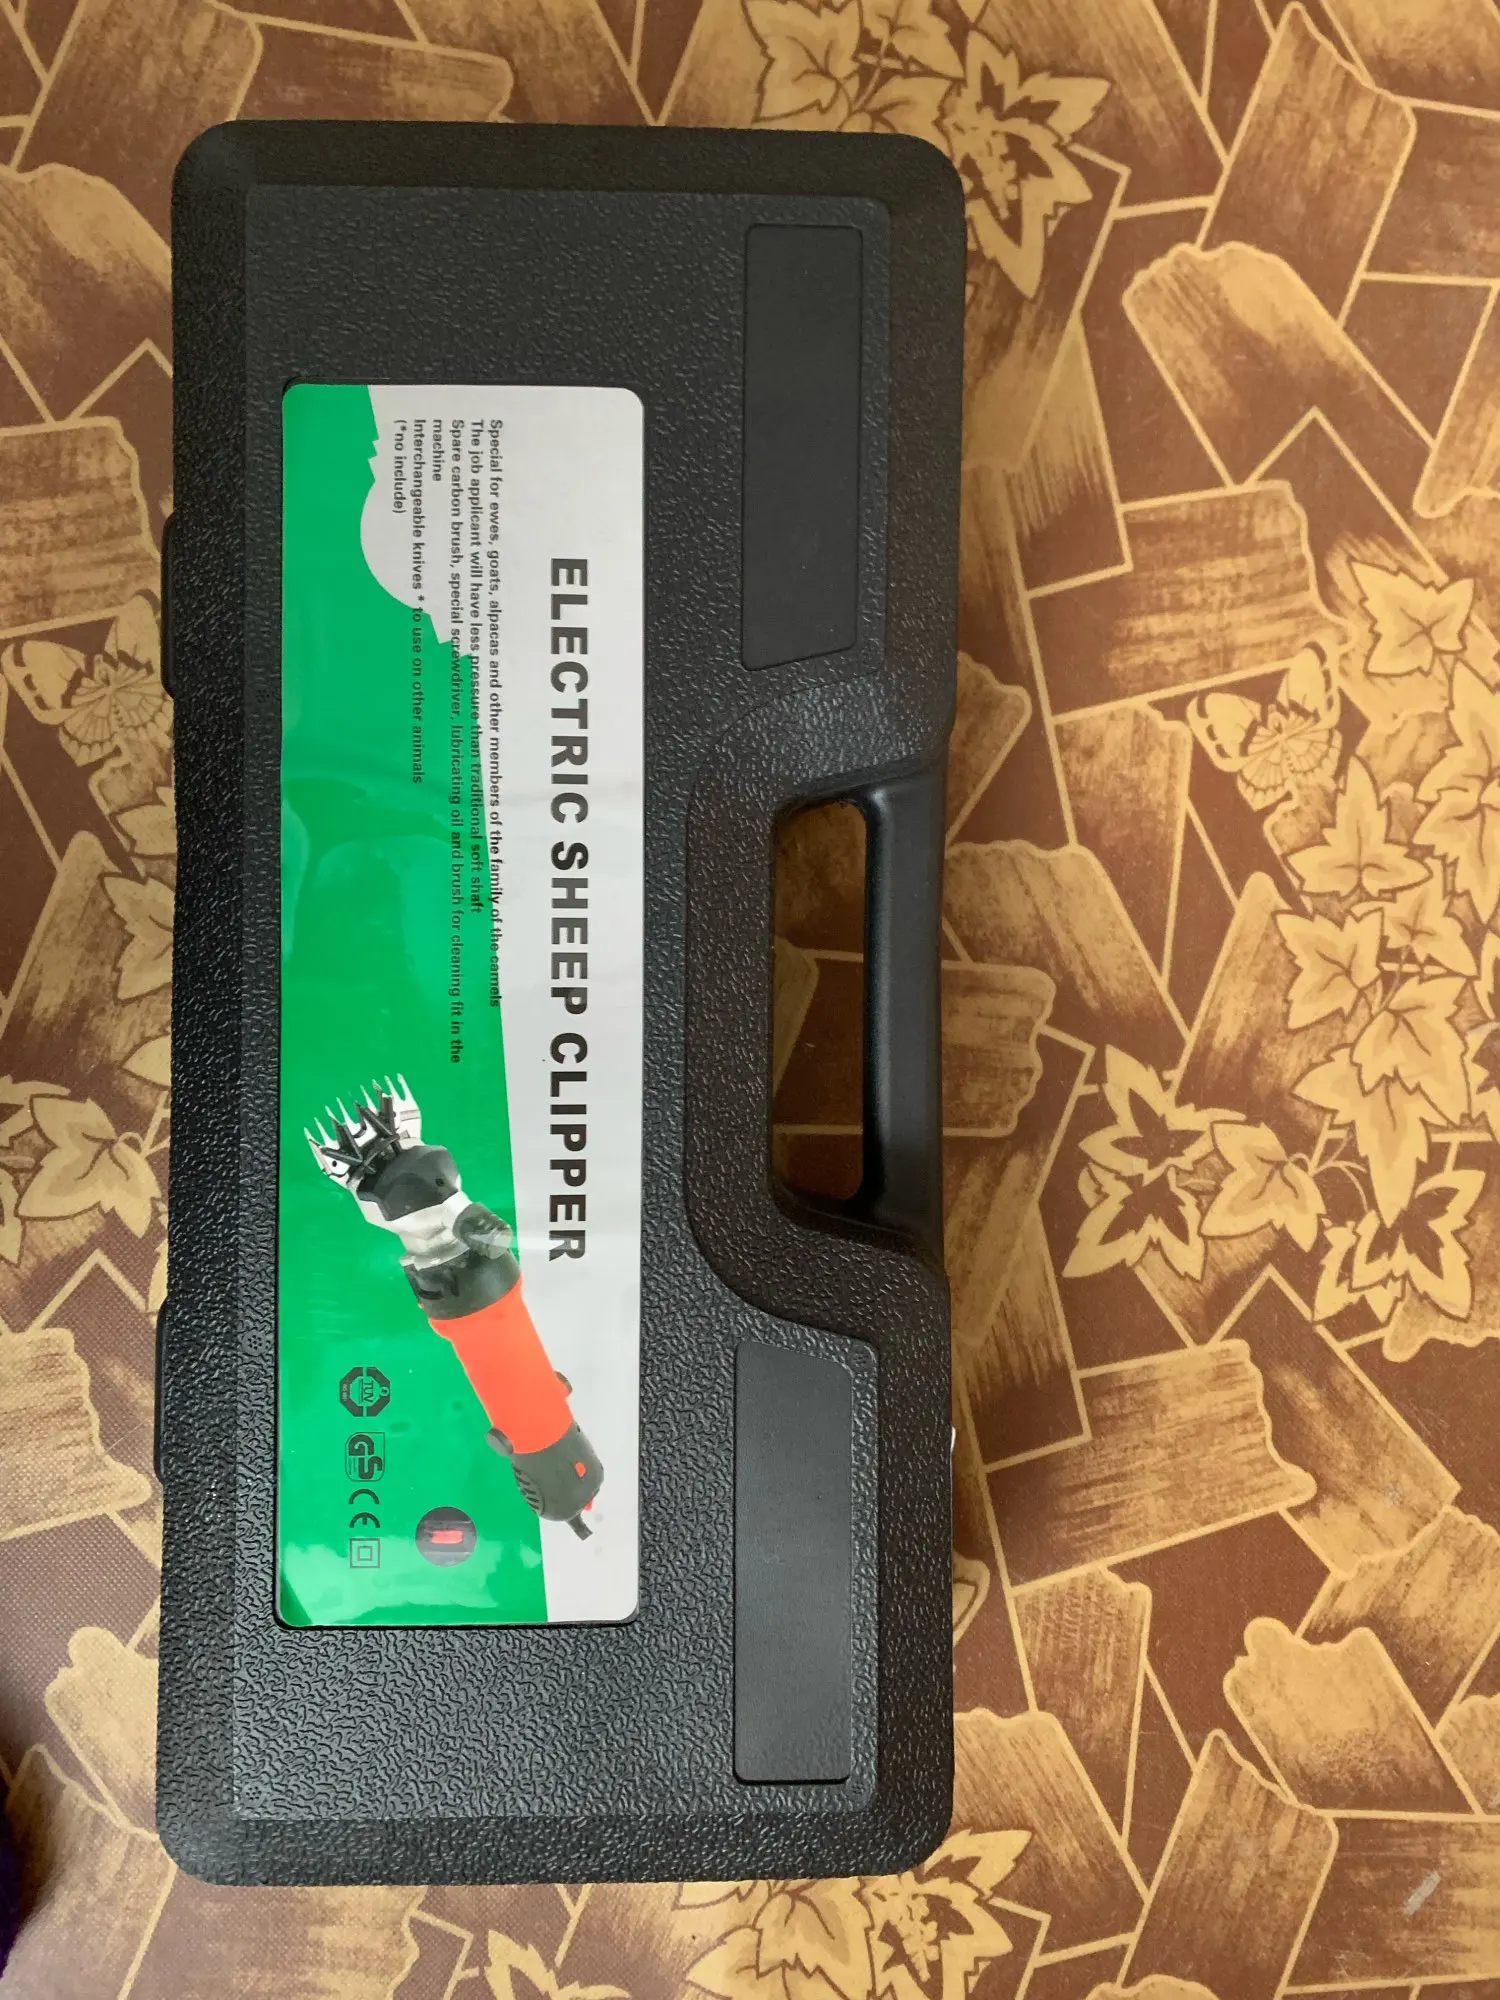 ELECTRIC SHEEP CLIPPER
Special for ewes, goats, alpacas and other members of the family of the camels
The job applicant will have less pressure than traditional soft shaft
Spare carbon brush, special screwdriver, lubricating oil and brush for cleaning fit in the
machine
Interchangeable knives * to use on other animals
(*no include)
TÜV
GS
CE